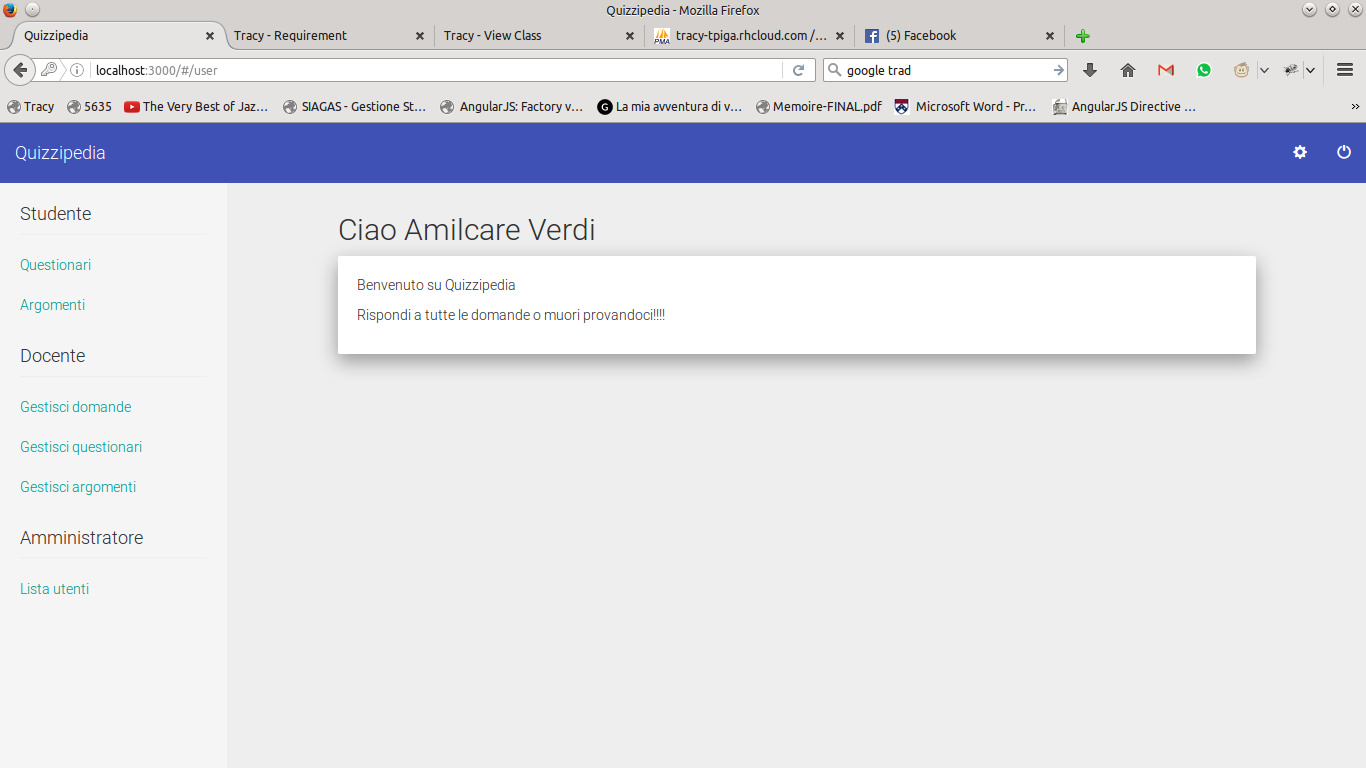 Quizzipedia - Mozilla Firefox
Quizzipedia
Tracy - Requirement
Tracy - View Class
PMA
tracy-tpiga.rhcloud.com /...
(5) Facebook
localhost:3000/#/user
google trad
Tracy
5635
The Very Best of Jaz...
SIAGAS - Gestione St...
AngularJS: Factory v...
G
La mia avventura di v...
Memoire-FINAL.pdf
Microsoft Word - Pr...
AngularJS Directive ...
Quizzipedia
Studente
Questionari
Argomenti
Docente
Gestisci domande
Gestisci questionari
Gestisci argomenti
Amministratore
Lista utenti
Ciao Amilcare Verdi
Benvenuto su Quizzipedia
Rispondi a tutte le domande o muori provandoci!!!!